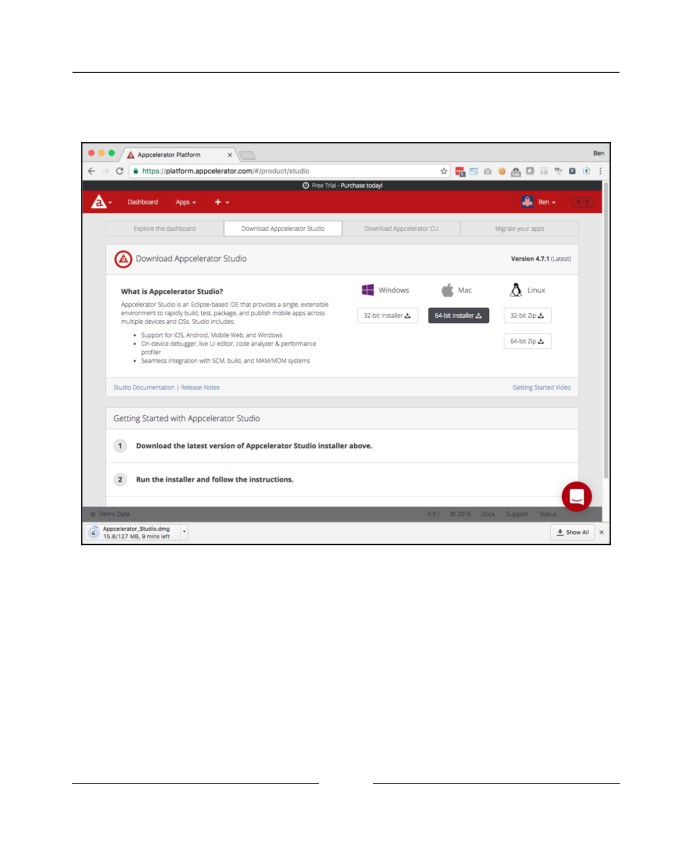 Appcelerator Platform
Ben
https://platform.appcelerator.com/#/product/studio
Free Trial - Purchase today!
Dashboard Apps Ben
Explore the dashboard Download Appcelerator Studio Download Appcelerator CLI Migrate your apps
Download Appcelerator Studio Version 4.7.1 (Latest)
What is Appcelerator Studio?
Appcelerator Studio is an Eclipse-based IDE that provides a single, extensible
environment to rapidly build, test, package, and publish mobile apps across
multiple devices and OSs. Studio includes:
• Support for iOS, Android, Mobile Web, and Windows
• On-device debugger, live UI editor, code analyzer & performance
profiler
• Seamless integration with SCM, build, and MAM/MDM systems
Windows Mac Linux
32-bit Installer 64-bit Installer 32-bit Zip
64-bit Zip
Studio Documentation | Release Notes Getting Started Video
Getting Started with Appcelerator Studio
1 Download the latest version of Appcelerator Studio installer above.
2 Run the installer and follow the instructions.
Demo Data 4.9.1 © 2016 Docs Support Status
Appcelerator_Studio.dmg
15.8/127 MB, 9 mins left
Show All